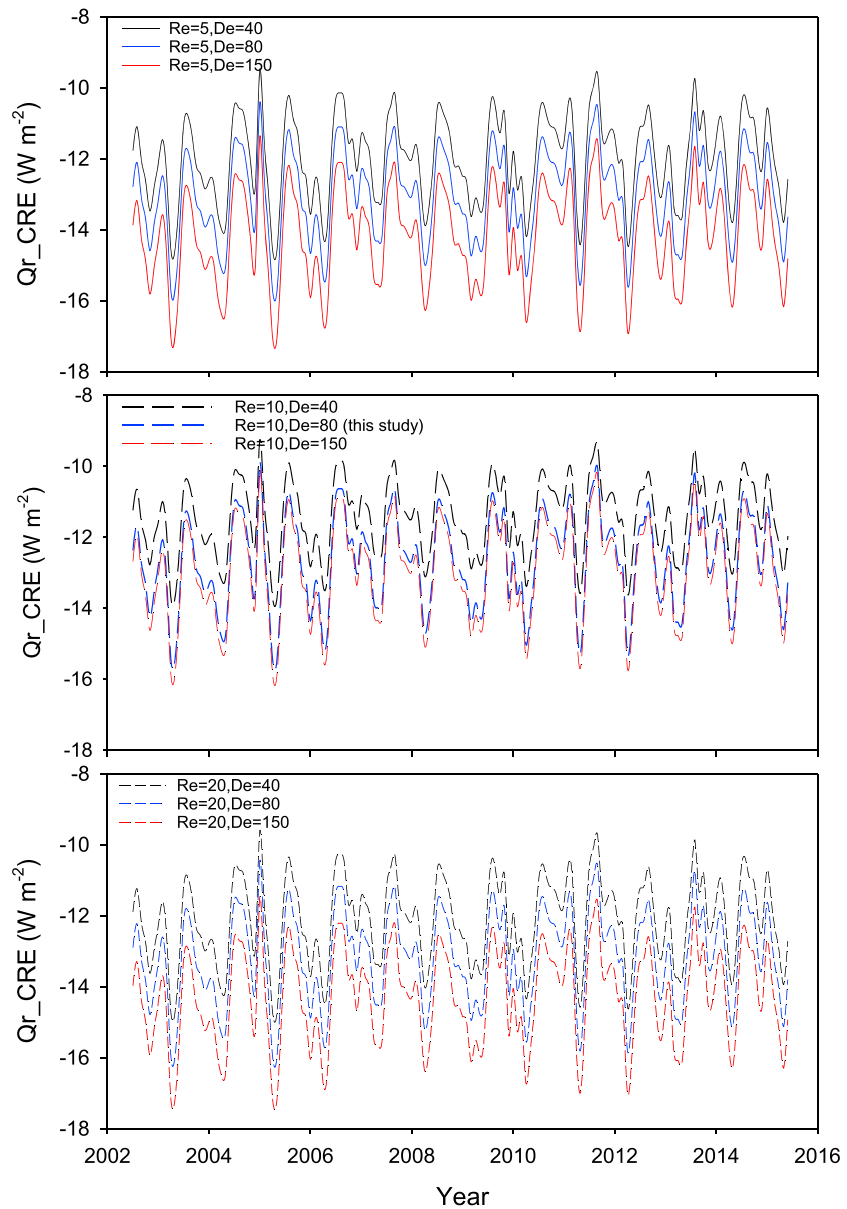 -8
Re=5,De=40
Re=5,De=80
Re=5,De=150
-10
-12
-14
-16
-18
Qr_CRE (W m-2)
-8
Re=10,De=40
Re=10,De=80 (this study)
Re=10,De=150
-10
-12
-14
-16
-18
Qr_CRE (W m-2)
-8
Re=20,De=40
Re=20,De=80
Re=20,De=150
-10
-12
-14
-16
-18
Qr_CRE (W m-2)
2002 2004 2006 2008 2010 2012 2014 2016
Year